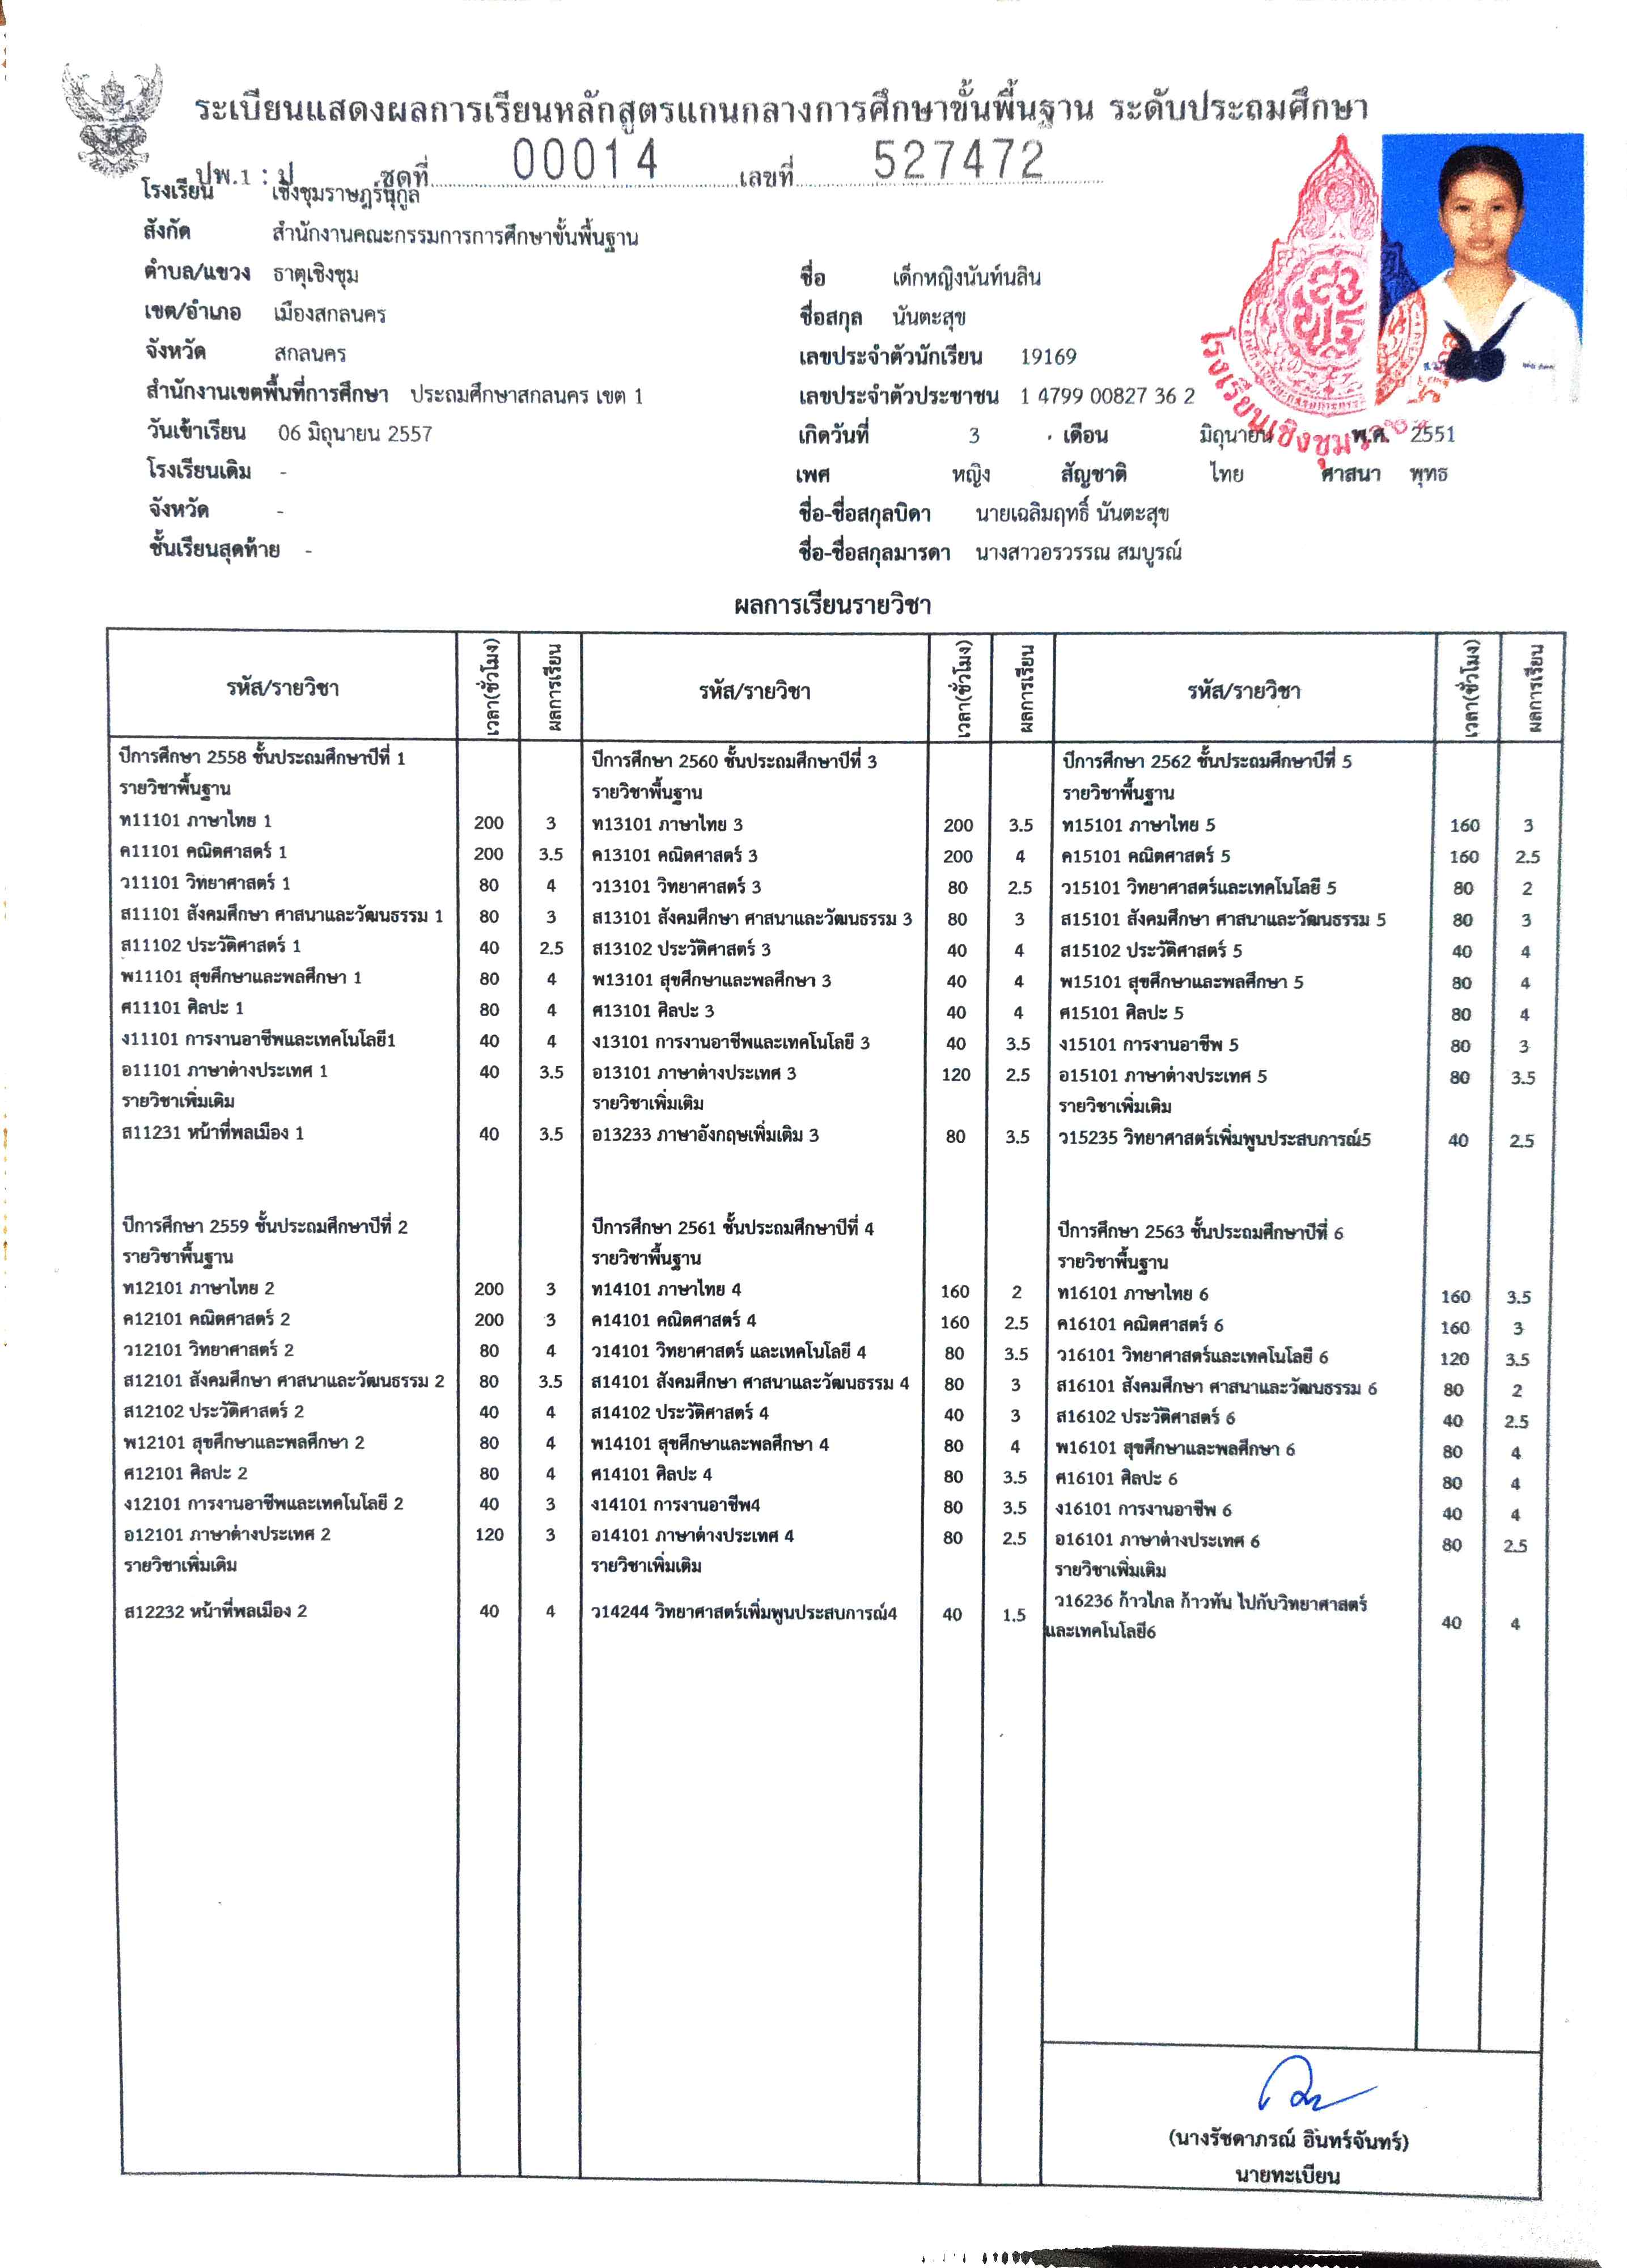 ระเบียนแสดงผลการเรียนหลักสูตรแกนกลางการศึกษาขั้นพื้นฐาน ระดับประถมศึกษา
ปพ.1 : ป ชุดที่ 00014 เลขที่ 527472
โรงเรียน เชิงชุมราษฎร์นุกูล
สังกัด สำนักงานคณะกรรมการการศึกษาขั้นพื้นฐาน
ตำบล/แขวง ธาตุเชิงชุม
เขต/อำเภอ เมืองสกลนคร
จังหวัด สกลนคร
สำนักงานเขตพื้นที่การศึกษา ประถมศึกษาสกลนคร เขต 1
วันเข้าเรียน 06 มิถุนายน 2557
โรงเรียนเดิม -
จังหวัด -
ชั้นเรียนสุดท้าย -
ชื่อ เด็กหญิงนันท์นลิน
ชื่อสกุล นันตะสุข
เลขประจำตัวนักเรียน 19169
เลขประจำตัวประชาชน 1 4799 00827 36 2
เกิดวันที่ 3 เดือน มิถุนายน พ.ศ. 2551
เพศ หญิง สัญชาติ ไทย ศาสนา พุทธ
ชื่อ-ชื่อสกุลบิดา นายเฉลิมฤทธิ์ นันตะสุข
ชื่อ-ชื่อสกุลมารดา นางสาวอรวรรณ สมบูรณ์
โรงเรียนเชิงชุม
ผลการเรียนรายวิชา
รหัส/รายวิชา เวลา(ชั่วโมง) ผลการเรียน
ปีการศึกษา 2558 ชั้นประถมศึกษาปีที่ 1
รายวิชาพื้นฐาน
ท11101 ภาษาไทย 1 200 3
ค11101 คณิตศาสตร์ 1 200 3.5
ว11101 วิทยาศาสตร์ 1 80 4
ส11101 สังคมศึกษา ศาสนาและวัฒนธรรม 1 80 3
ส11102 ประวัติศาสตร์ 1 40 2.5
พ11101 สุขศึกษาและพลศึกษา 1 80 4
ศ11101 ศิลปะ 1 80 4
ง11101 การงานอาชีพและเทคโนโลยี1 40 4
อ11101 ภาษาต่างประเทศ 1 40 3.5
รายวิชาเพิ่มเติม
ส11231 หน้าที่พลเมือง 1 40 3.5
ปีการศึกษา 2559 ชั้นประถมศึกษาปีที่ 2
รายวิชาพื้นฐาน
ท12101 ภาษาไทย 2 200 3
ค12101 คณิตศาสตร์ 2 200 3
ว12101 วิทยาศาสตร์ 2 80 4
ส12101 สังคมศึกษา ศาสนาและวัฒนธรรม 2 80 3.5
ส12102 ประวัติศาสตร์ 2 40 4
พ12101 สุขศึกษาและพลศึกษา 2 80 4
ศ12101 ศิลปะ 2 80 4
ง12101 การงานอาชีพและเทคโนโลยี 2 40 3
อ12101 ภาษาต่างประเทศ 2 120 3
รายวิชาเพิ่มเติม
ส12232 หน้าที่พลเมือง 2 40 4
รหัส/รายวิชา เวลา(ชั่วโมง) ผลการเรียน
ปีการศึกษา 2560 ชั้นประถมศึกษาปีที่ 3
รายวิชาพื้นฐาน
ท13101 ภาษาไทย 3 200 3.5
ค13101 คณิตศาสตร์ 3 200 4
ว13101 วิทยาศาสตร์ 3 80 2.5
ส13101 สังคมศึกษา ศาสนาและวัฒนธรรม 3 80 3
ส13102 ประวัติศาสตร์ 3 40 4
พ13101 สุขศึกษาและพลศึกษา 3 40 4
ศ13101 ศิลปะ 3 40 4
ง13101 การงานอาชีพและเทคโนโลยี 3 40 3.5
อ13101 ภาษาต่างประเทศ 3 120 2.5
รายวิชาเพิ่มเติม
อ13233 ภาษาอังกฤษเพิ่มเติม 3 80 3.5
ปีการศึกษา 2561 ชั้นประถมศึกษาปีที่ 4
รายวิชาพื้นฐาน
ท14101 ภาษาไทย 4 160 2
ค14101 คณิตศาสตร์ 4 160 2.5
ว14101 วิทยาศาสตร์ และเทคโนโลยี 4 80 3.5
ส14101 สังคมศึกษา ศาสนาและวัฒนธรรม 4 80 3
ส14102 ประวัติศาสตร์ 4 40 3
พ14101 สุขศึกษาและพลศึกษา 4 80 4
ศ14101 ศิลปะ 4 80 3.5
ง14101 การงานอาชีพ4 80 3.5
อ14101 ภาษาต่างประเทศ 4 80 2.5
รายวิชาเพิ่มเติม
ว14244 วิทยาศาสตร์เพิ่มพูนประสบการณ์4 40 1.5
รหัส/รายวิชา เวลา(ชั่วโมง) ผลการเรียน
ปีการศึกษา 2562 ชั้นประถมศึกษาปีที่ 5
รายวิชาพื้นฐาน
ท15101 ภาษาไทย 5 160 3
ค15101 คณิตศาสตร์ 5 160 2.5
ว15101 วิทยาศาสตร์และเทคโนโลยี 5 80 2
ส15101 สังคมศึกษา ศาสนาและวัฒนธรรม 5 80 3
ส15102 ประวัติศาสตร์ 5 40 4
พ15101 สุขศึกษาและพลศึกษา 5 80 4
ศ15101 ศิลปะ 5 80 4
ง15101 การงานอาชีพ 5 80 3
อ15101 ภาษาต่างประเทศ 5 80 3.5
รายวิชาเพิ่มเติม
ว15235 วิทยาศาสตร์เพิ่มพูนประสบการณ์5 40 2.5
ปีการศึกษา 2563 ชั้นประถมศึกษาปีที่ 6
รายวิชาพื้นฐาน
ท16101 ภาษาไทย 6 160 3.5
ค16101 คณิตศาสตร์ 6 160 3
ว16101 วิทยาศาสตร์และเทคโนโลยี 6 120 3.5
ส16101 สังคมศึกษา ศาสนาและวัฒนธรรม 6 80 2
ส16102 ประวัติศาสตร์ 6 40 2.5
พ16101 สุขศึกษาและพลศึกษา 6 80 4
ศ16101 ศิลปะ 6 80 4
ง16101 การงานอาชีพ 6 40 4
อ16101 ภาษาต่างประเทศ 6 80 2.5
รายวิชาเพิ่มเติม
ว16236 ก้าวไกล ก้าวทัน ไปกับวิทยาศาสตร์
และเทคโนโลยี6 40 4
(นางรัชดาภรณ์ อินทร์จันทร์)
นายทะเบียน